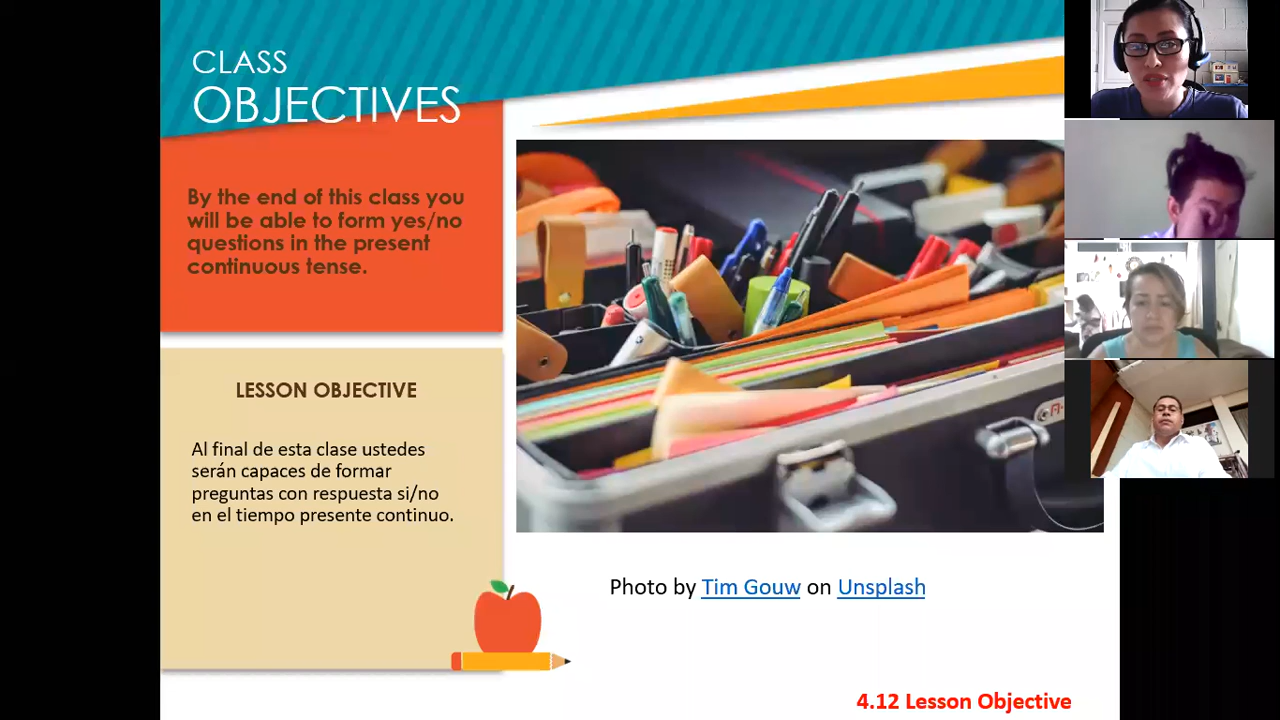 CLASS
OBJECTIVES
By the end of this class you
will be able to form yes/no
questions in the present
continuous tense.
LESSON OBJECTIVE
Al final de esta clase ustedes
serán capaces de formar
preguntas con respuesta si/no
en el tiempo presente continuo.
Photo by Tim Gouw on Unsplash
4.12 Lesson Objective